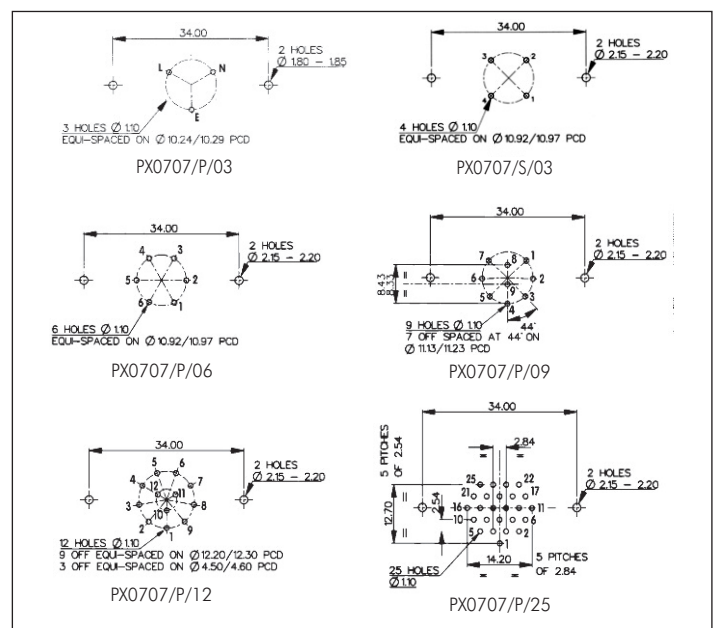 34.00
2 HOLES
Ø 1.80 - 1.85
L
N
E
3 HOLES Ø 1.10
EQUI-SPACED ON Ø 10.24/10.29 PCD
PX0707/P/03
34.00
2 HOLES
Ø 2.15 - 2.20
3
2
4
1
4 HOLES Ø 1.10
EQUI-SPACED ON Ø 10.92/10.97 PCD
PX0707/S/03
34.00
2 HOLES
Ø 2.15 - 2.20
4
3
5
2
6
1
6 HOLES Ø 1.10
EQUI-SPACED ON Ø 10.92/10.97 PCD
PX0707/P/06
34.00
2 HOLES
Ø 2.15 - 2.20
8.43
8.33
7
8
1
6
2
9
5
3
4
44°
9 HOLES Ø 1.10
7 OFF SPACED AT 44° ON
Ø 11.13/11.23 PCD
PX0707/P/09
34.00
2 HOLES
Ø 2.15 - 2.20
5
6
4
12
7
11
3
8
10
2
1
9
12 HOLES Ø 1.10
9 OFF EQUI-SPACED ON Ø 12.20/12.30 PCD
3 OFF EQUI-SPACED ON Ø 4.50/4.60 PCD
PX0707/P/12
34.00
5 PITCHES
OF 2.54
2.84
2 HOLES
Ø 2.15 - 2.20
12.70
2.54
25
22
21
17
16
11
10
6
5
2
1
25 HOLES
Ø 1.10
14.20
5 PITCHES
OF 2.84
PX0707/P/25